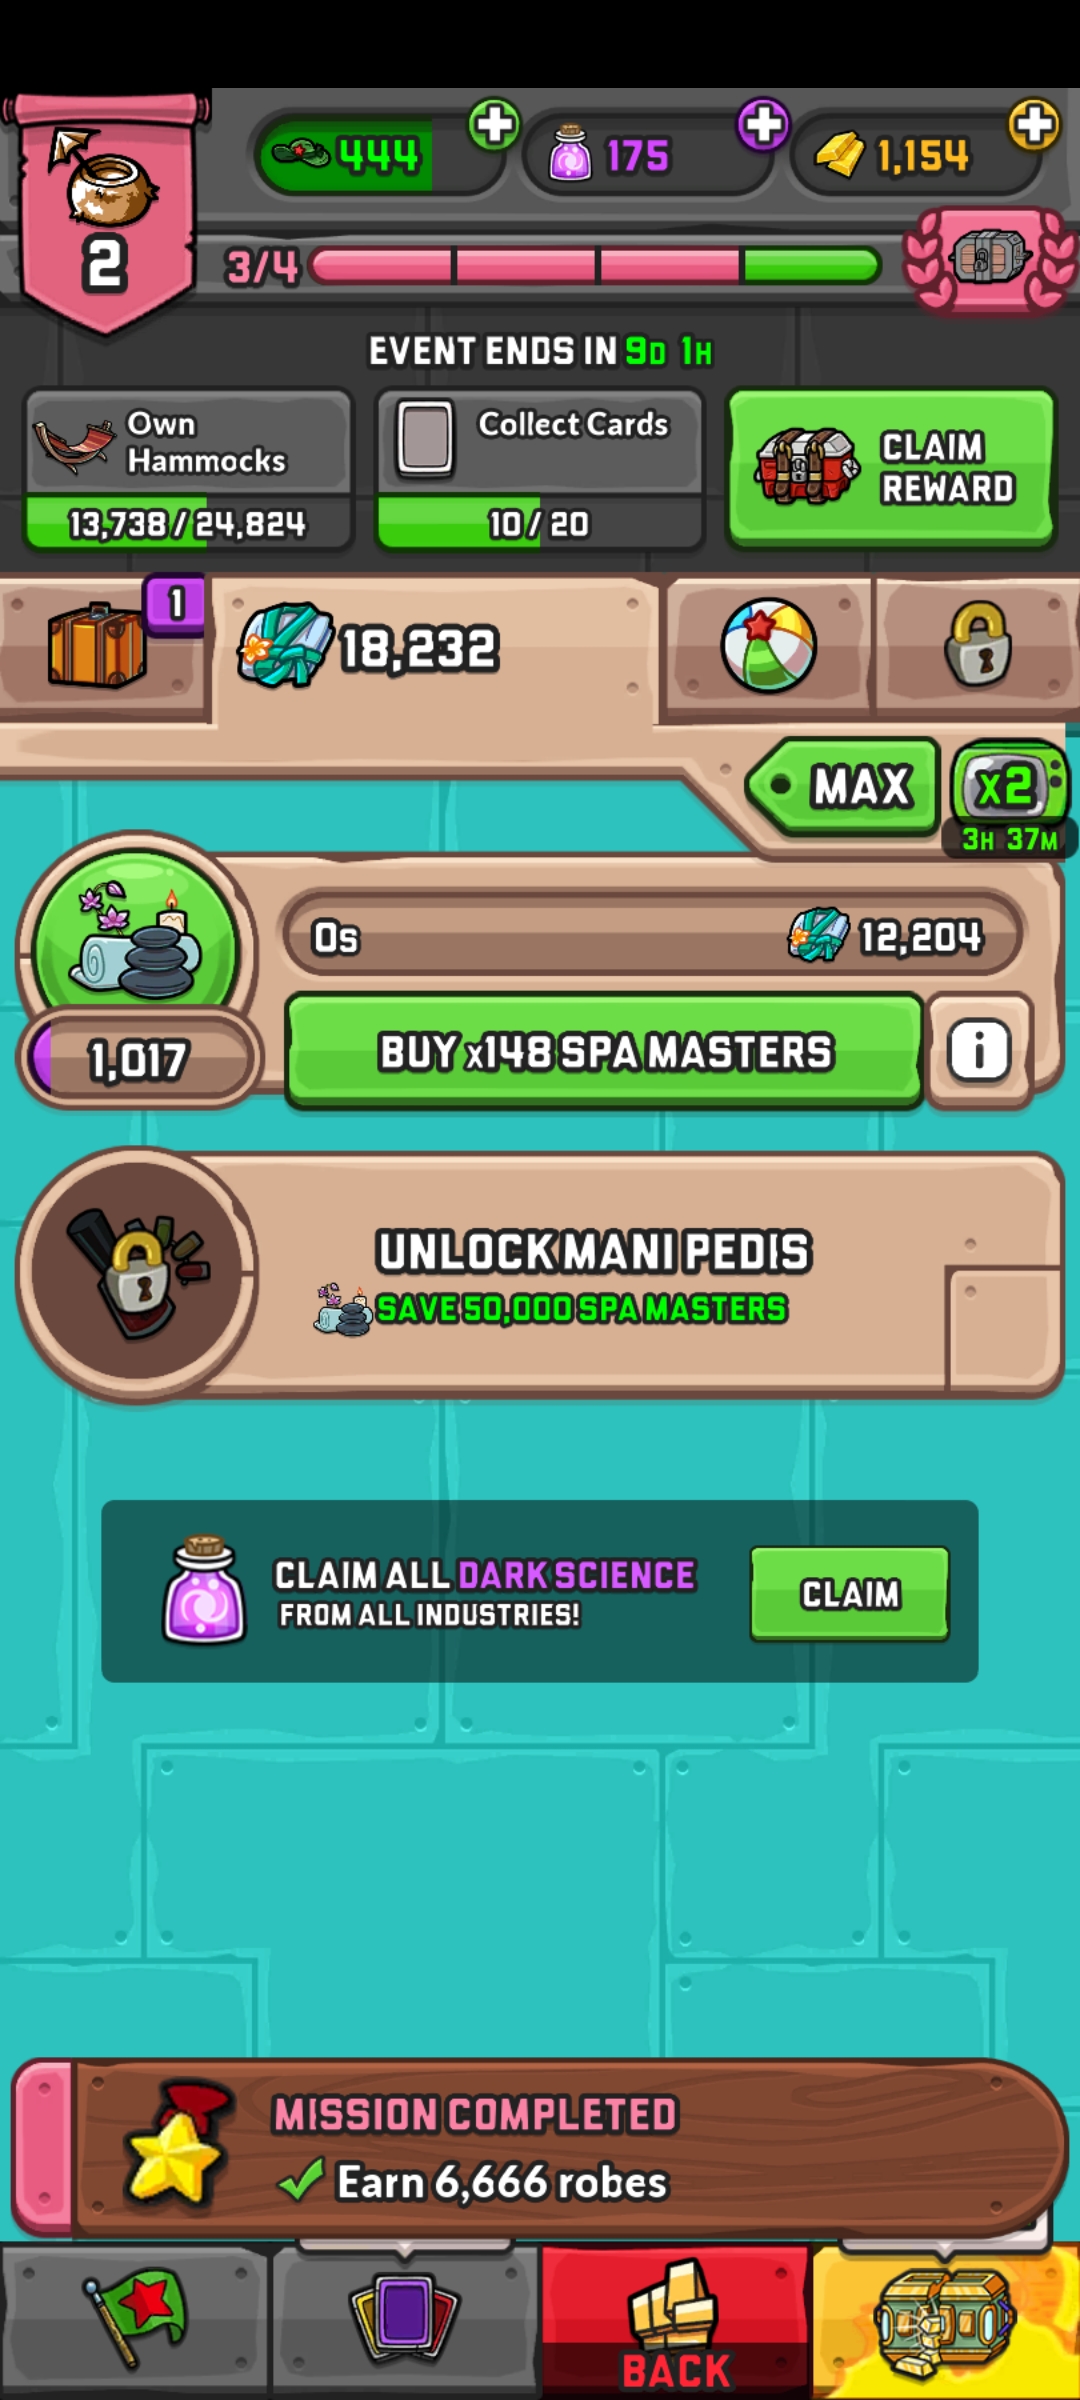 444
175
1,154
2
3/4
EVENT ENDS IN 9D 1H
Own
Hammocks
13,738 / 24,824
Collect Cards
10 / 20
CLAIM
REWARD
1
18,232
MAX
x2
3H 37M
0s
12,204
1,017
BUY x148 SPA MASTERS
i
UNLOCK MANI PEDIS
SAVE 50,000 SPA MASTERS
CLAIM ALL DARK SCIENCE
FROM ALL INDUSTRIES!
CLAIM
MISSION COMPLETED
Earn 6,666 robes
BACK